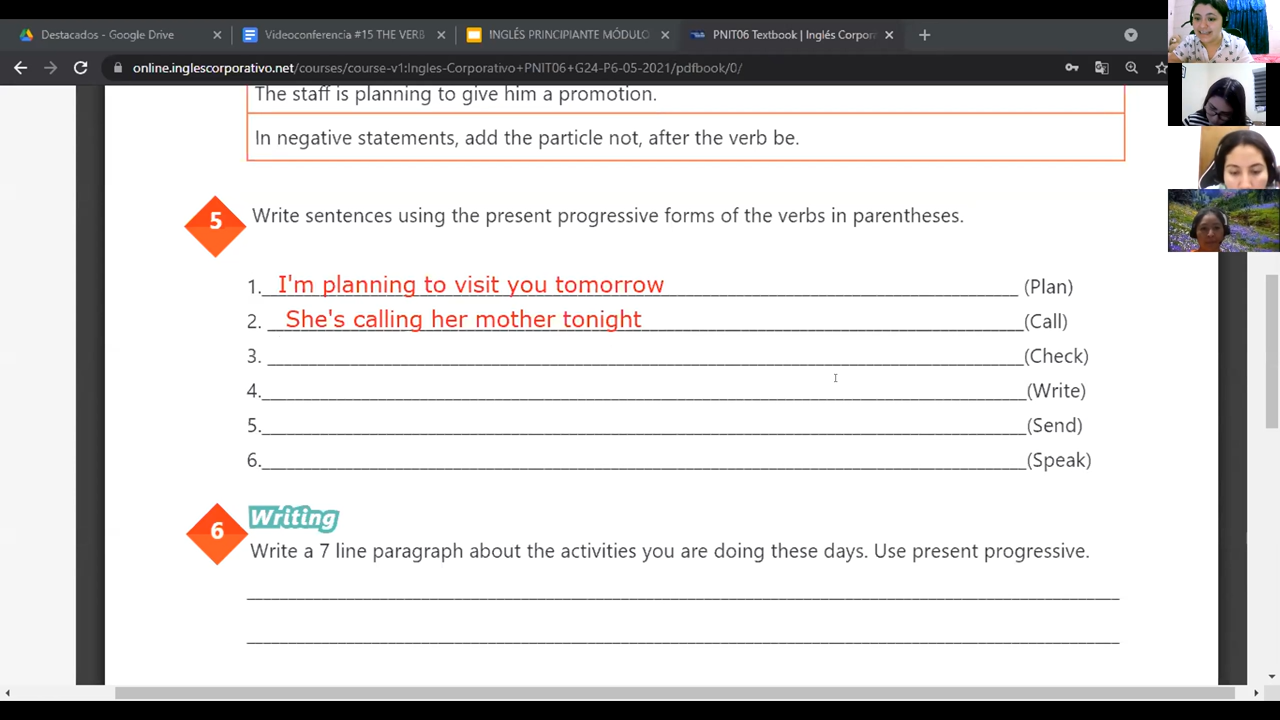 Destacados - Google Drive
Videoconferencia #15 THE VERB
INGLÉS PRINCIPIANTE MÓDULO
PNIT06 Textbook | Inglés Corpor
online.inglescorporativo.net/courses/course-v1:Ingles-Corporativo+PNIT06+G24-P6-05-2021/pdfbook/0/
The staff is planning to give him a promotion.
In negative statements, add the particle not, after the verb be.
5 Write sentences using the present progressive forms of the verbs in parentheses.
1. I'm planning to visit you tomorrow (Plan)
2. She's calling her mother tonight (Call)
3. (Check)
4. (Write)
5. (Send)
6. (Speak)
6 Writing
Write a 7 line paragraph about the activities you are doing these days. Use present progressive.